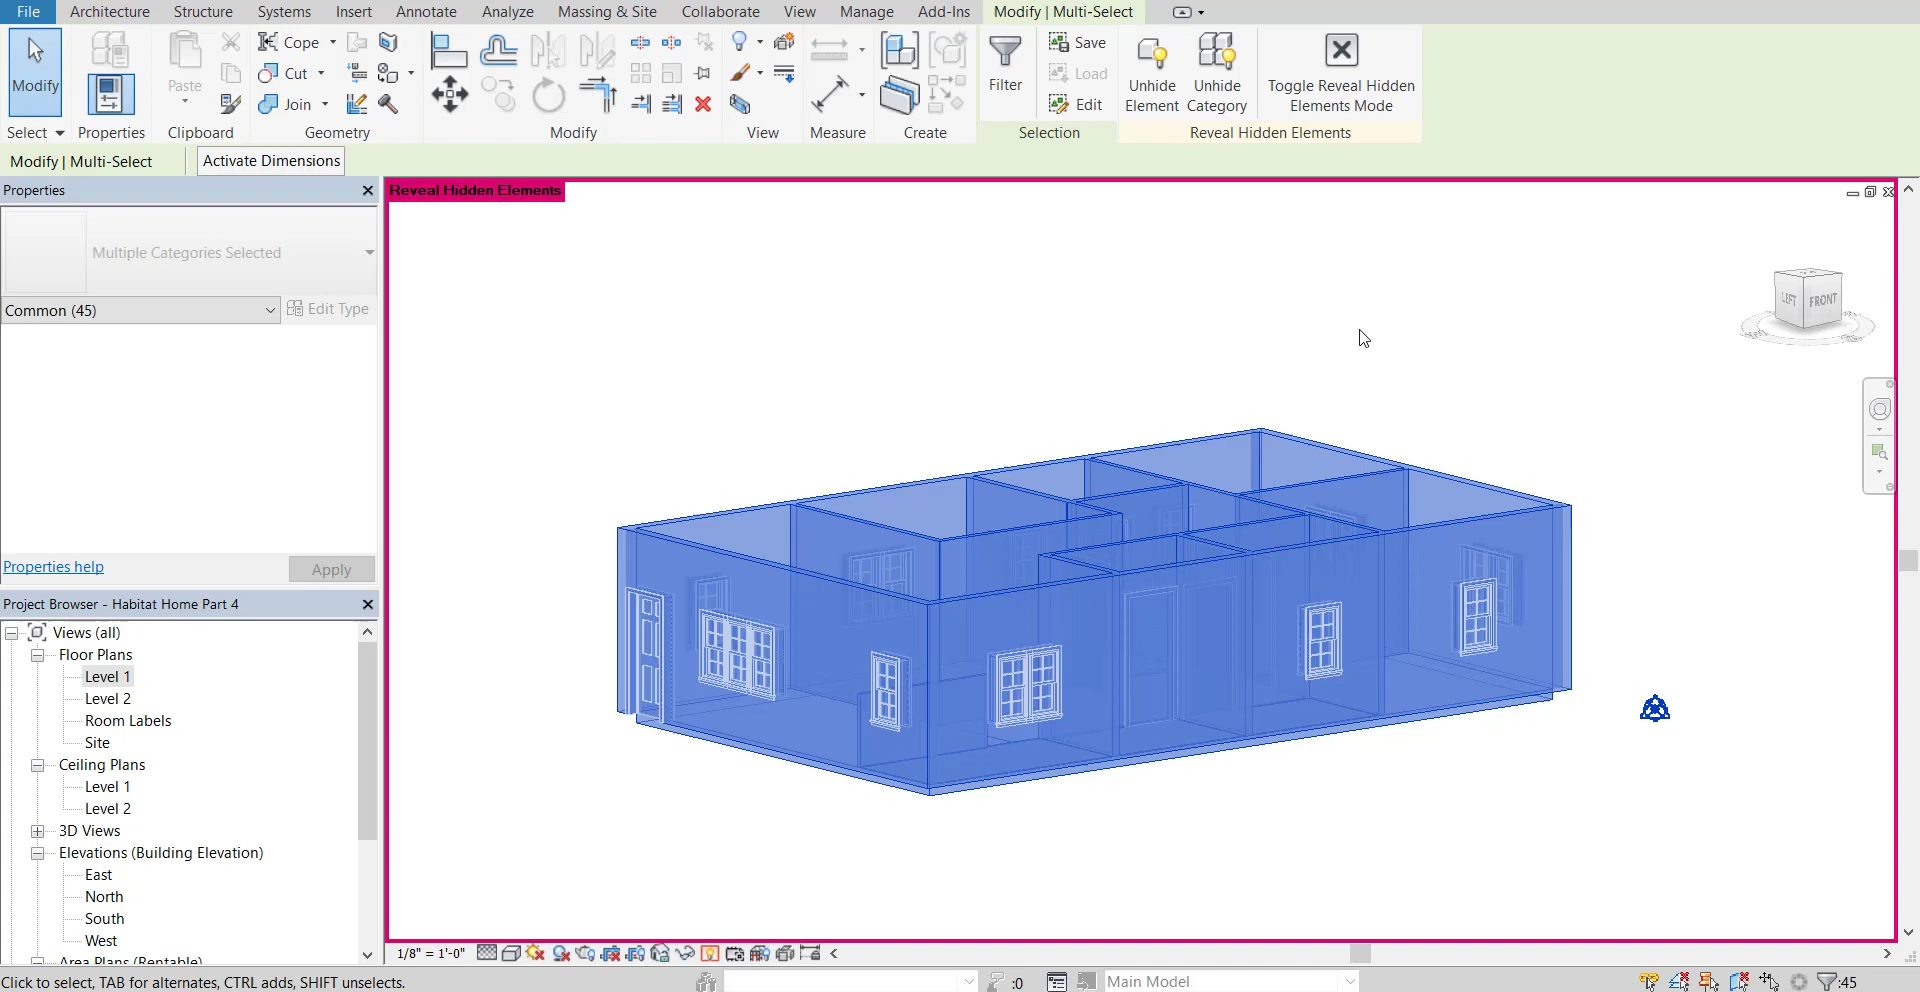 File Architecture Structure Systems Insert Annotate Analyze Massing & Site Collaborate View Manage Add-Ins Modify | Multi-Select
Modify
Paste
Cope
Cut
Join
Filter
Save
Load
Edit
Unhide Element
Unhide Category
Toggle Reveal Hidden Elements Mode
Select Properties Clipboard Geometry Modify View Measure Create Selection Reveal Hidden Elements
Modify | Multi-Select Activate Dimensions
Properties
Reveal Hidden Elements
Multiple Categories Selected
Common (45) Edit Type
LEFT FRONT
Properties help Apply
Project Browser - Habitat Home Part 4
Views (all)
Floor Plans
Level 1
Level 2
Room Labels
Site
Ceiling Plans
Level 1
Level 2
3D Views
Elevations (Building Elevation)
East
North
South
West
Area Plans (Rentable)
1/8" = 1'-0"
Click to select, TAB for alternates, CTRL adds, SHIFT unselects.
:0 Main Model :45